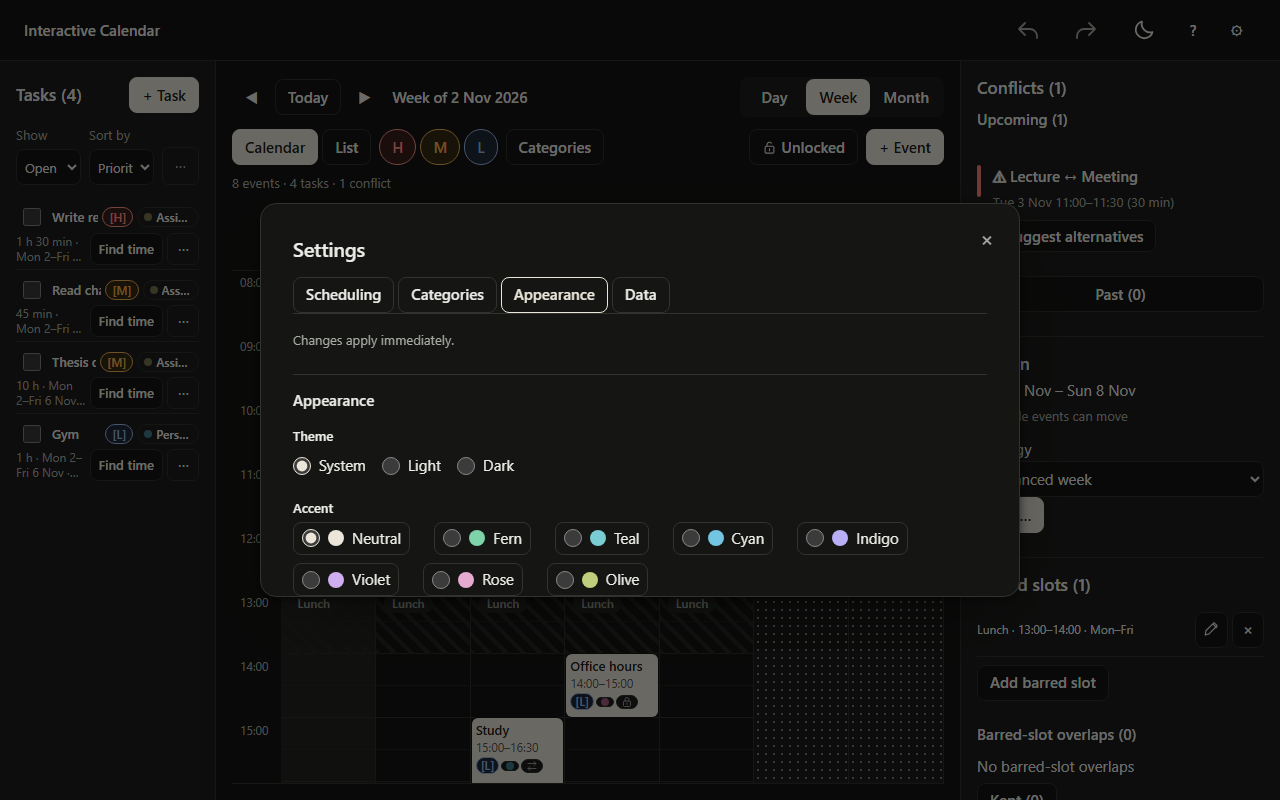 Interactive Calendar
?
Tasks (4)
+ Task
Show
Sort by
Open
Priorit
...
Write re [H] Assi...
1 h 30 min ·
Mon 2–Fri ...
Find time
...
Read cha [M] Ass...
45 min ·
Mon 2–Fri ...
Find time
...
Thesis c [M] Assi...
10 h · Mon
2–Fri 6 Nov...
Find time
...
Gym [L] Pers...
1 h · Mon 2–
Fri 6 Nov ·...
Find time
...
Today
Week of 2 Nov 2026
Day
Week
Month
Calendar
List
H
M
L
Categories
Unlocked
+ Event
8 events · 4 tasks · 1 conflict
Settings
×
Scheduling
Categories
Appearance
Data
Changes apply immediately.
Appearance
Theme
System
Light
Dark
Accent
Neutral
Fern
Teal
Cyan
Indigo
Violet
Rose
Olive
08:0
09:0
10:0
11:0
12:0
13:00
Lunch
Lunch
Lunch
Lunch
Lunch
14:00
Office hours
14:00–15:00
[L]
15:00
Study
15:00–16:30
[L]
Conflicts (1)
Upcoming (1)
Lecture ↔ Meeting
Tue 3 Nov 11:00–11:30 (30 min)
uggest alternatives
Past (0)
n
Nov – Sun 8 Nov
le events can move
gy
nced week
...
d slots (1)
Lunch · 13:00–14:00 · Mon–Fri
×
Add barred slot
Barred-slot overlaps (0)
No barred-slot overlaps
Kept (0)